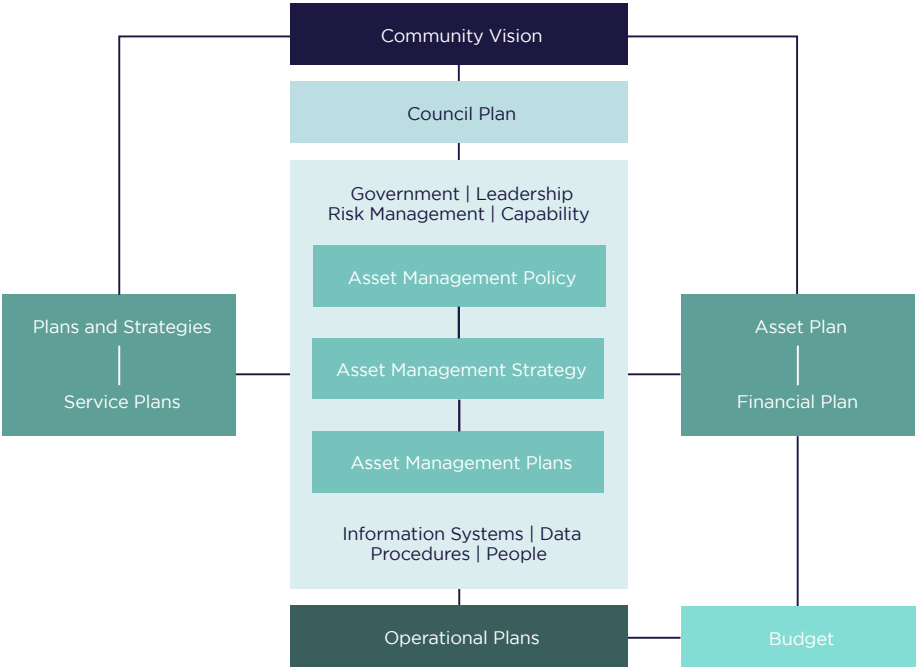 Community Vision
Council Plan
Government | Leadership
Risk Management | Capability
Asset Management Policy
Plans and Strategies
Asset Plan
Asset Management Strategy
Service Plans
Financial Plan
Asset Management Plans
Information Systems | Data
Procedures | People
Operational Plans
Budget